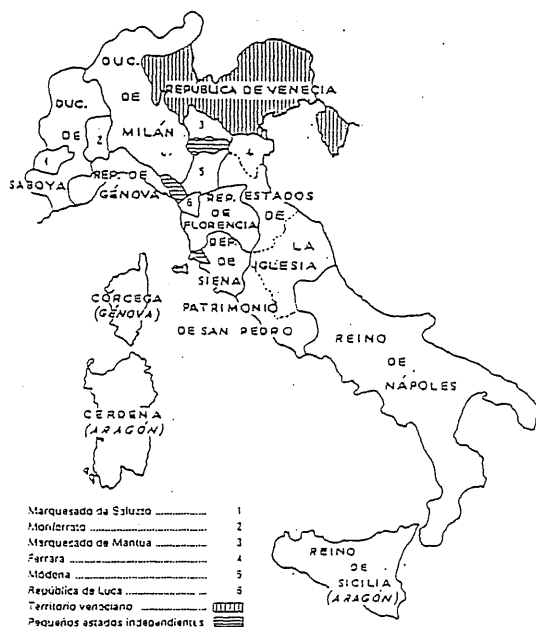 DUC.
DE
MILÁN
REPUBLICA DE VENECIA
DUC.
DE
SABOYA
1
2
3
4
5
6
REP. DE
GÉNOVA
REP.
DE
FLORENCIA
ESTADOS
DE
LA
IGLESIA
REP.
DE
SIENA
PATRIMONIO
DE SAN PEDRO
CÓRCEGA
(GÉNOVA)
CERDEÑA
(ARAGÓN)
REINO
DE
NÁPOLES
REINO
DE
SICILIA
(ARAGÓN)
Marquesado de Saluzzo 1
Monferrato 2
Marquesado de Mantua 3
Ferrara 4
Módena 5
República de Luca 6
Territorio veneciano
Pequeños estados independientes